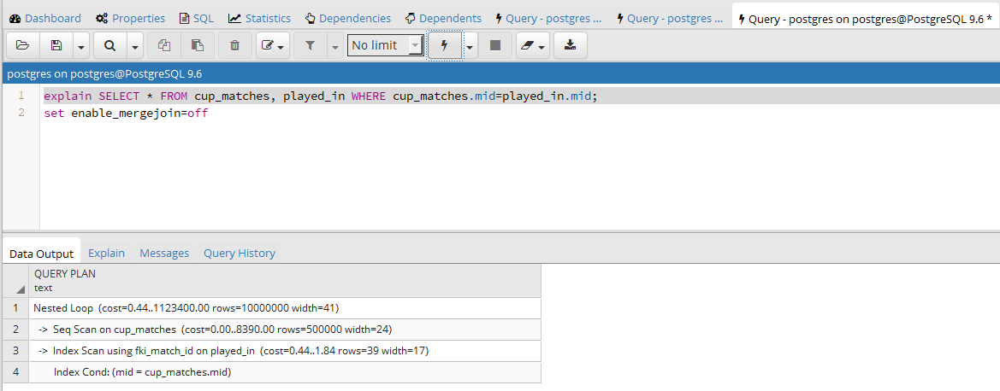 Dashboard Properties SQL Statistics Dependencies Dependents Query - postgres ... Query - postgres ... Query - postgres on postgres@PostgreSQL 9.6 *
No limit
postgres on postgres@PostgreSQL 9.6
1 explain SELECT * FROM cup_matches, played_in WHERE cup_matches.mid=played_in.mid;
2 set enable_mergejoin=off
Data Output Explain Messages Query History
QUERY PLAN
text
1 Nested Loop (cost=0.44..1123400.00 rows=10000000 width=41)
2 -> Seq Scan on cup_matches (cost=0.00..8390.00 rows=500000 width=24)
3 -> Index Scan using fki_match_id on played_in (cost=0.44..1.84 rows=39 width=17)
4 Index Cond: (mid = cup_matches.mid)